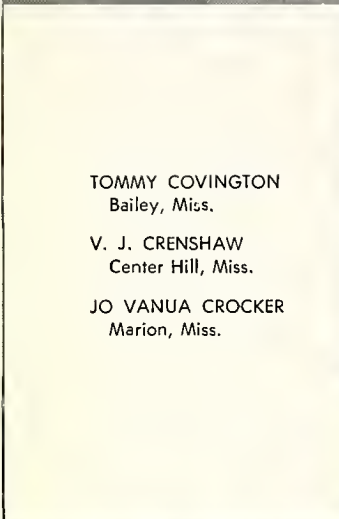 TOMMY COVINGTON
Bailey, Miss.
V. J. CRENSHAW
Center Hill, Miss.
JO VANUA CROCKER
Marion, Miss.